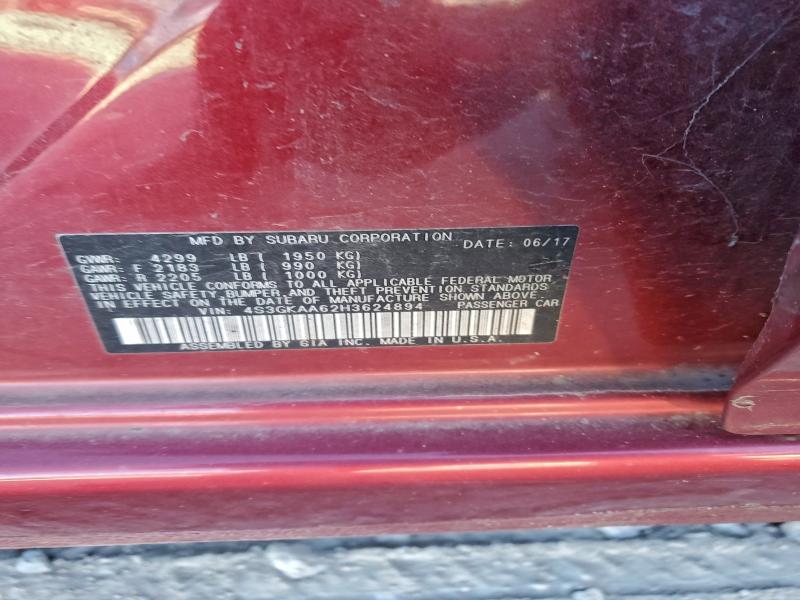 MFD BY SUBARU CORPORATION DATE: 06/17
GVWR: 4299 LB ( 1950 KG)
GAWR: F 2183 LB ( 990 KG)
GAWR: R 2205 LB ( 1000 KG)
THIS VEHICLE CONFORMS TO ALL APPLICABLE FEDERAL MOTOR
VEHICLE SAFETY, BUMPER AND THEFT PREVENTION STANDARDS
IN EFFECT ON THE DATE OF MANUFACTURE SHOWN ABOVE.
VIN: 4S3GKAA62H3624894 PASSENGER CAR
ASSEMBLED BY SIA INC. MADE IN U.S.A.